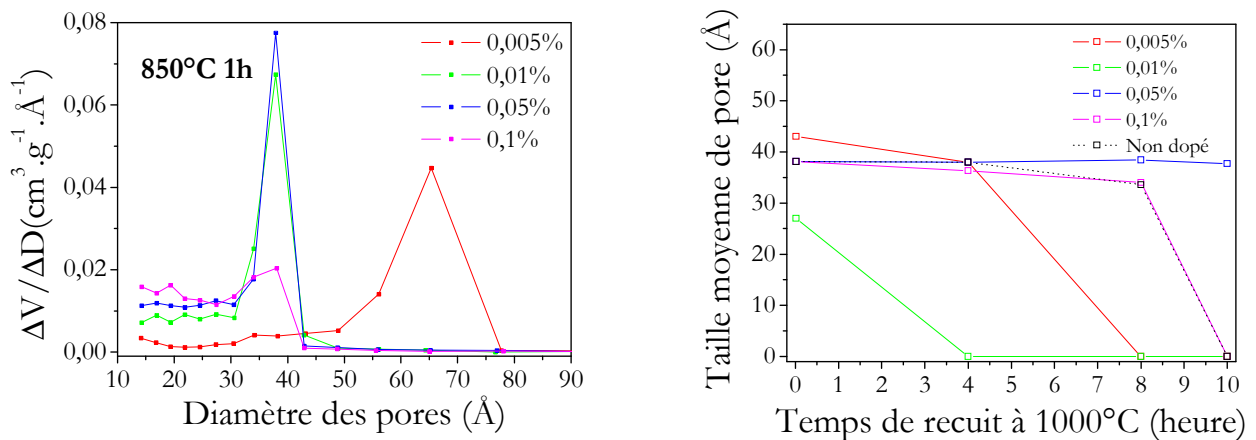 ΔV/ΔD(cm³.g⁻¹.Å⁻¹)
0,08
0,06
0,04
0,02
0,00
850°C 1h
0,005%
0,01%
0,05%
0,1%
10 20 30 40 50 60 70 80 90
Diamètre des pores (Å)
Taille moyenne de pore (Å)
60
50
40
30
20
10
0
0,005%
0,01%
0,05%
0,1%
Non dopé
0 1 2 3 4 5 6 7 8 9 10
Temps de recuit à 1000°C (heure)